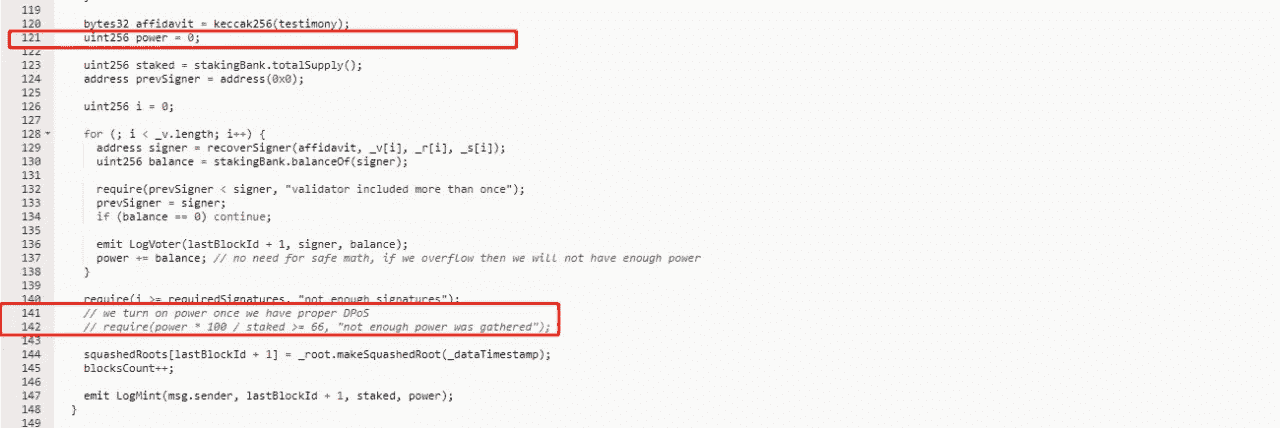 119 }
120 bytes32 affidavit = keccak256(testimony);
121 uint256 power = 0;
122
123 uint256 staked = stakingBank.totalSupply();
124 address prevSigner = address(0x0);
125
126 uint256 i = 0;
127
128 for (; i < _v.length; i++) {
129 address signer = recoverSigner(affidavit, _v[i], _r[i], _s[i]);
130 uint256 balance = stakingBank.balanceOf(signer);
131
132 require(prevSigner < signer, "validator included more than once");
133 prevSigner = signer;
134 if (balance == 0) continue;
135
136 emit LogVoter(lastBlockId + 1, signer, balance);
137 power += balance; // no need for safe math, if we overflow then we will not have enough power
138 }
139
140 require(i >= requiredSignatures, "not enough signatures");
141 // we turn on power once we have proper DPoS
142 // require(power * 100 / staked >= 66, "not enough power was gathered");
143
144 squashedRoots[lastBlockId + 1] = _root.makeSquashedRoot(_dataTimestamp);
145 blocksCount++;
146
147 emit LogMint(msg.sender, lastBlockId + 1, staked, power);
148 }
149